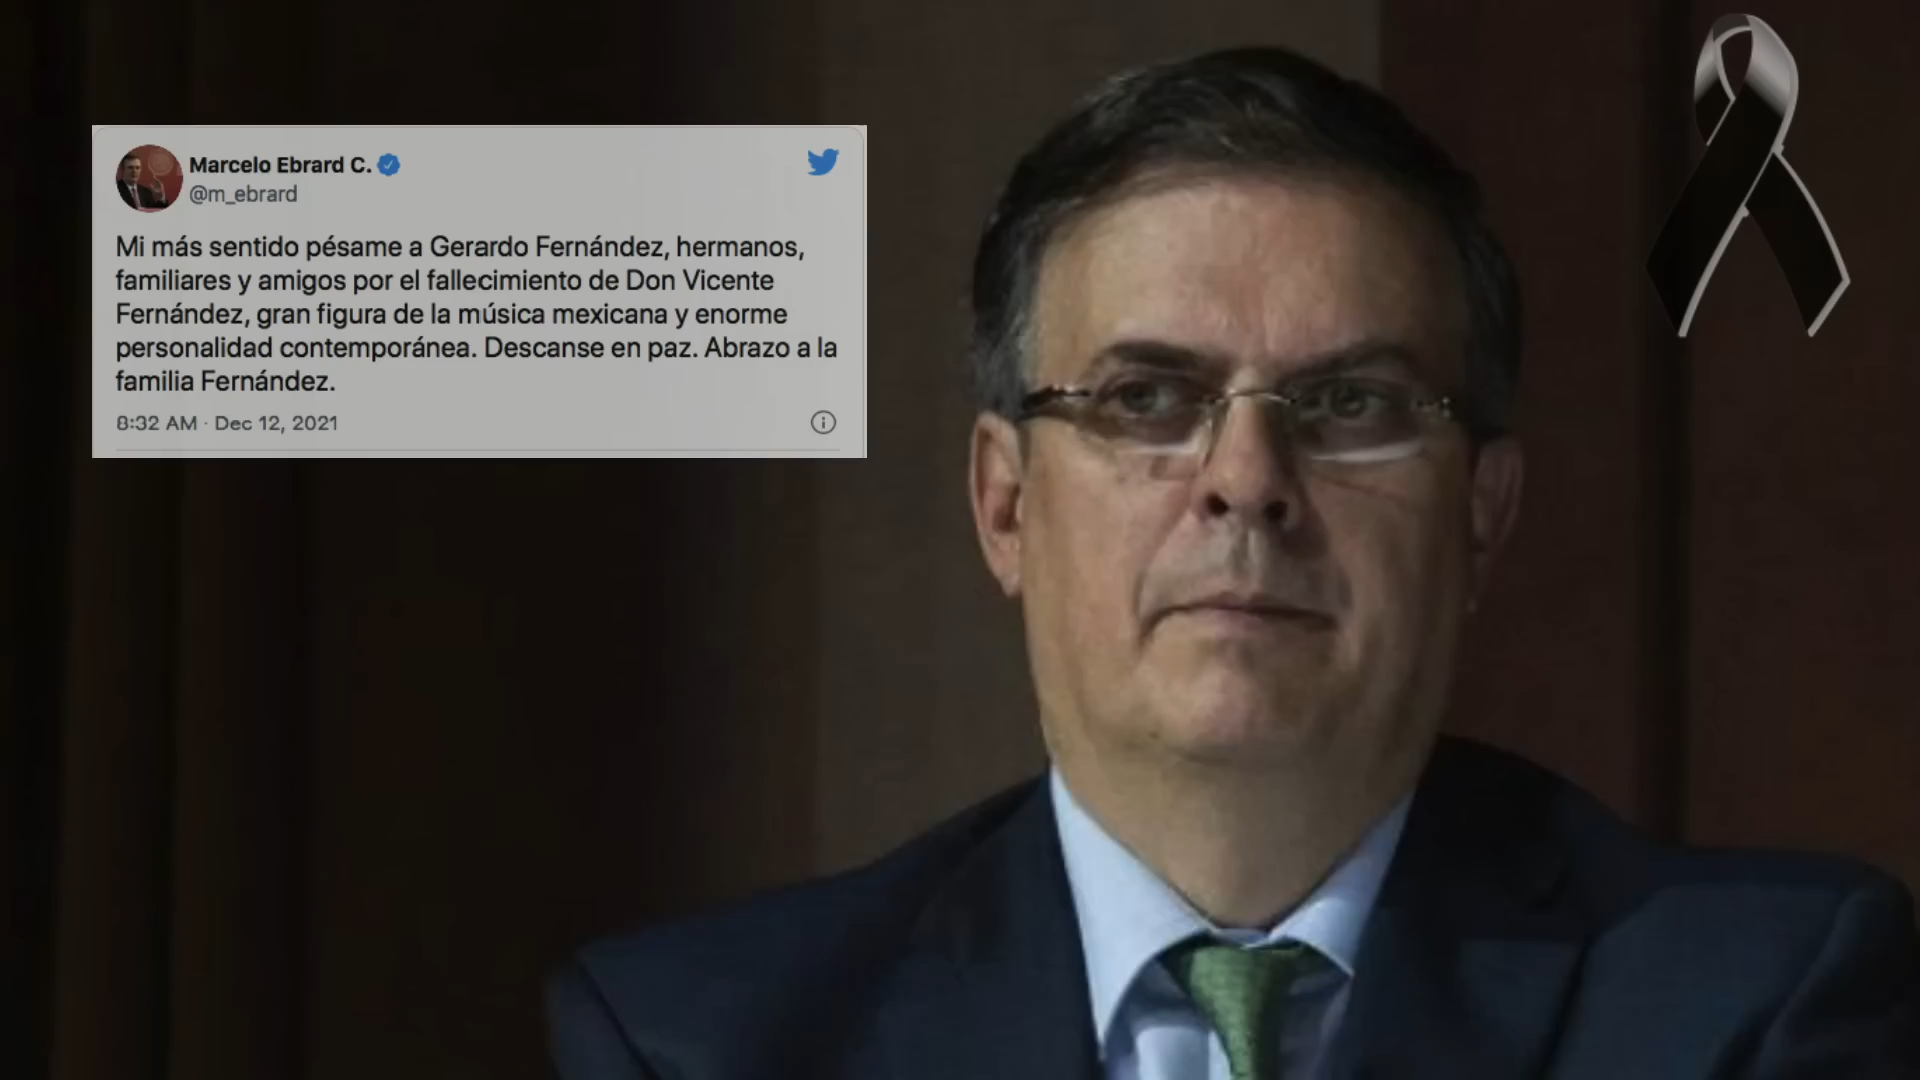 Marcelo Ebrard C.
@m_ebrard
Mi más sentido pésame a Gerardo Fernández, hermanos,
familiares y amigos por el fallecimiento de Don Vicente
Fernández, gran figura de la música mexicana y enorme
personalidad contemporánea. Descanse en paz. Abrazo a la
familia Fernández.
8:32 AM · Dec 12, 2021